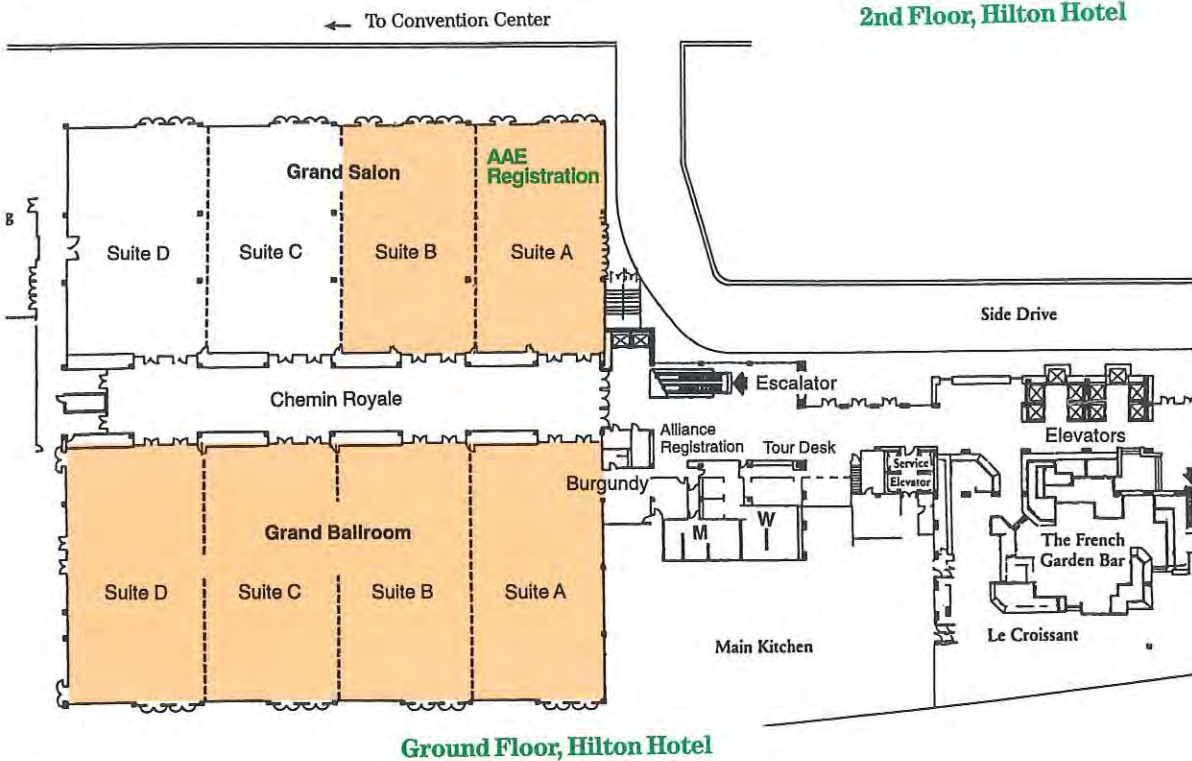 To Convention Center
2nd Floor, Hilton Hotel
AAE
Registration
Grand Salon
g
Suite D
Suite C
Suite B
Suite A
Side Drive
Escalator
Chemin Royale
Alliance
Registration
Tour Desk
Elevators
Service
Elevator
Burgundy
M
W
Grand Ballroom
The French
Garden Bar
Suite D
Suite C
Suite B
Suite A
Le Croissant
Main Kitchen
Ground Floor, Hilton Hotel